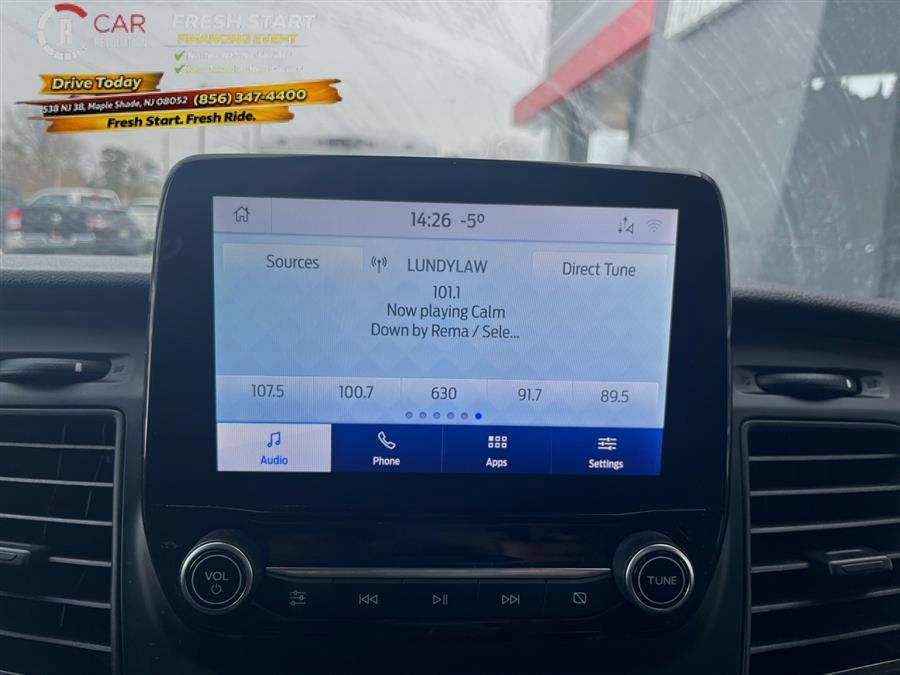 CAR
REVOLUTION
FRESH START
FINANCING EVENT
Drive Today
538 NJ 38, Maple Shade, NJ 08052 (856) 347-4400
Fresh Start. Fresh Ride.
14:26 -5º
Sources
LUNDYLAW
Direct Tune
101.1
Now playing Calm
Down by Rema / Sele...
107.5 100.7 630 91.7 89.5
Audio Phone Apps Settings
VOL
TUNE